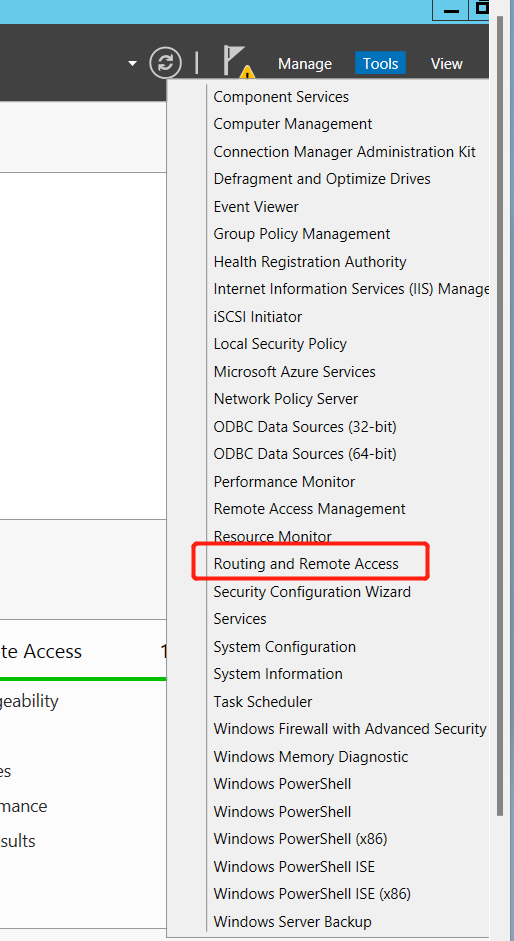 Manage Tools View
Component Services
Computer Management
Connection Manager Administration Kit
Defragment and Optimize Drives
Event Viewer
Group Policy Management
Health Registration Authority
Internet Information Services (IIS) Manage
iSCSI Initiator
Local Security Policy
Microsoft Azure Services
Network Policy Server
ODBC Data Sources (32-bit)
ODBC Data Sources (64-bit)
Performance Monitor
Remote Access Management
Resource Monitor
Routing and Remote Access
Security Configuration Wizard
Services
System Configuration
System Information
Task Scheduler
Windows Firewall with Advanced Security
Windows Memory Diagnostic
Windows PowerShell
Windows PowerShell
Windows PowerShell (x86)
Windows PowerShell ISE
Windows PowerShell ISE (x86)
Windows Server Backup
te Access 1
geability
es
mance
sults